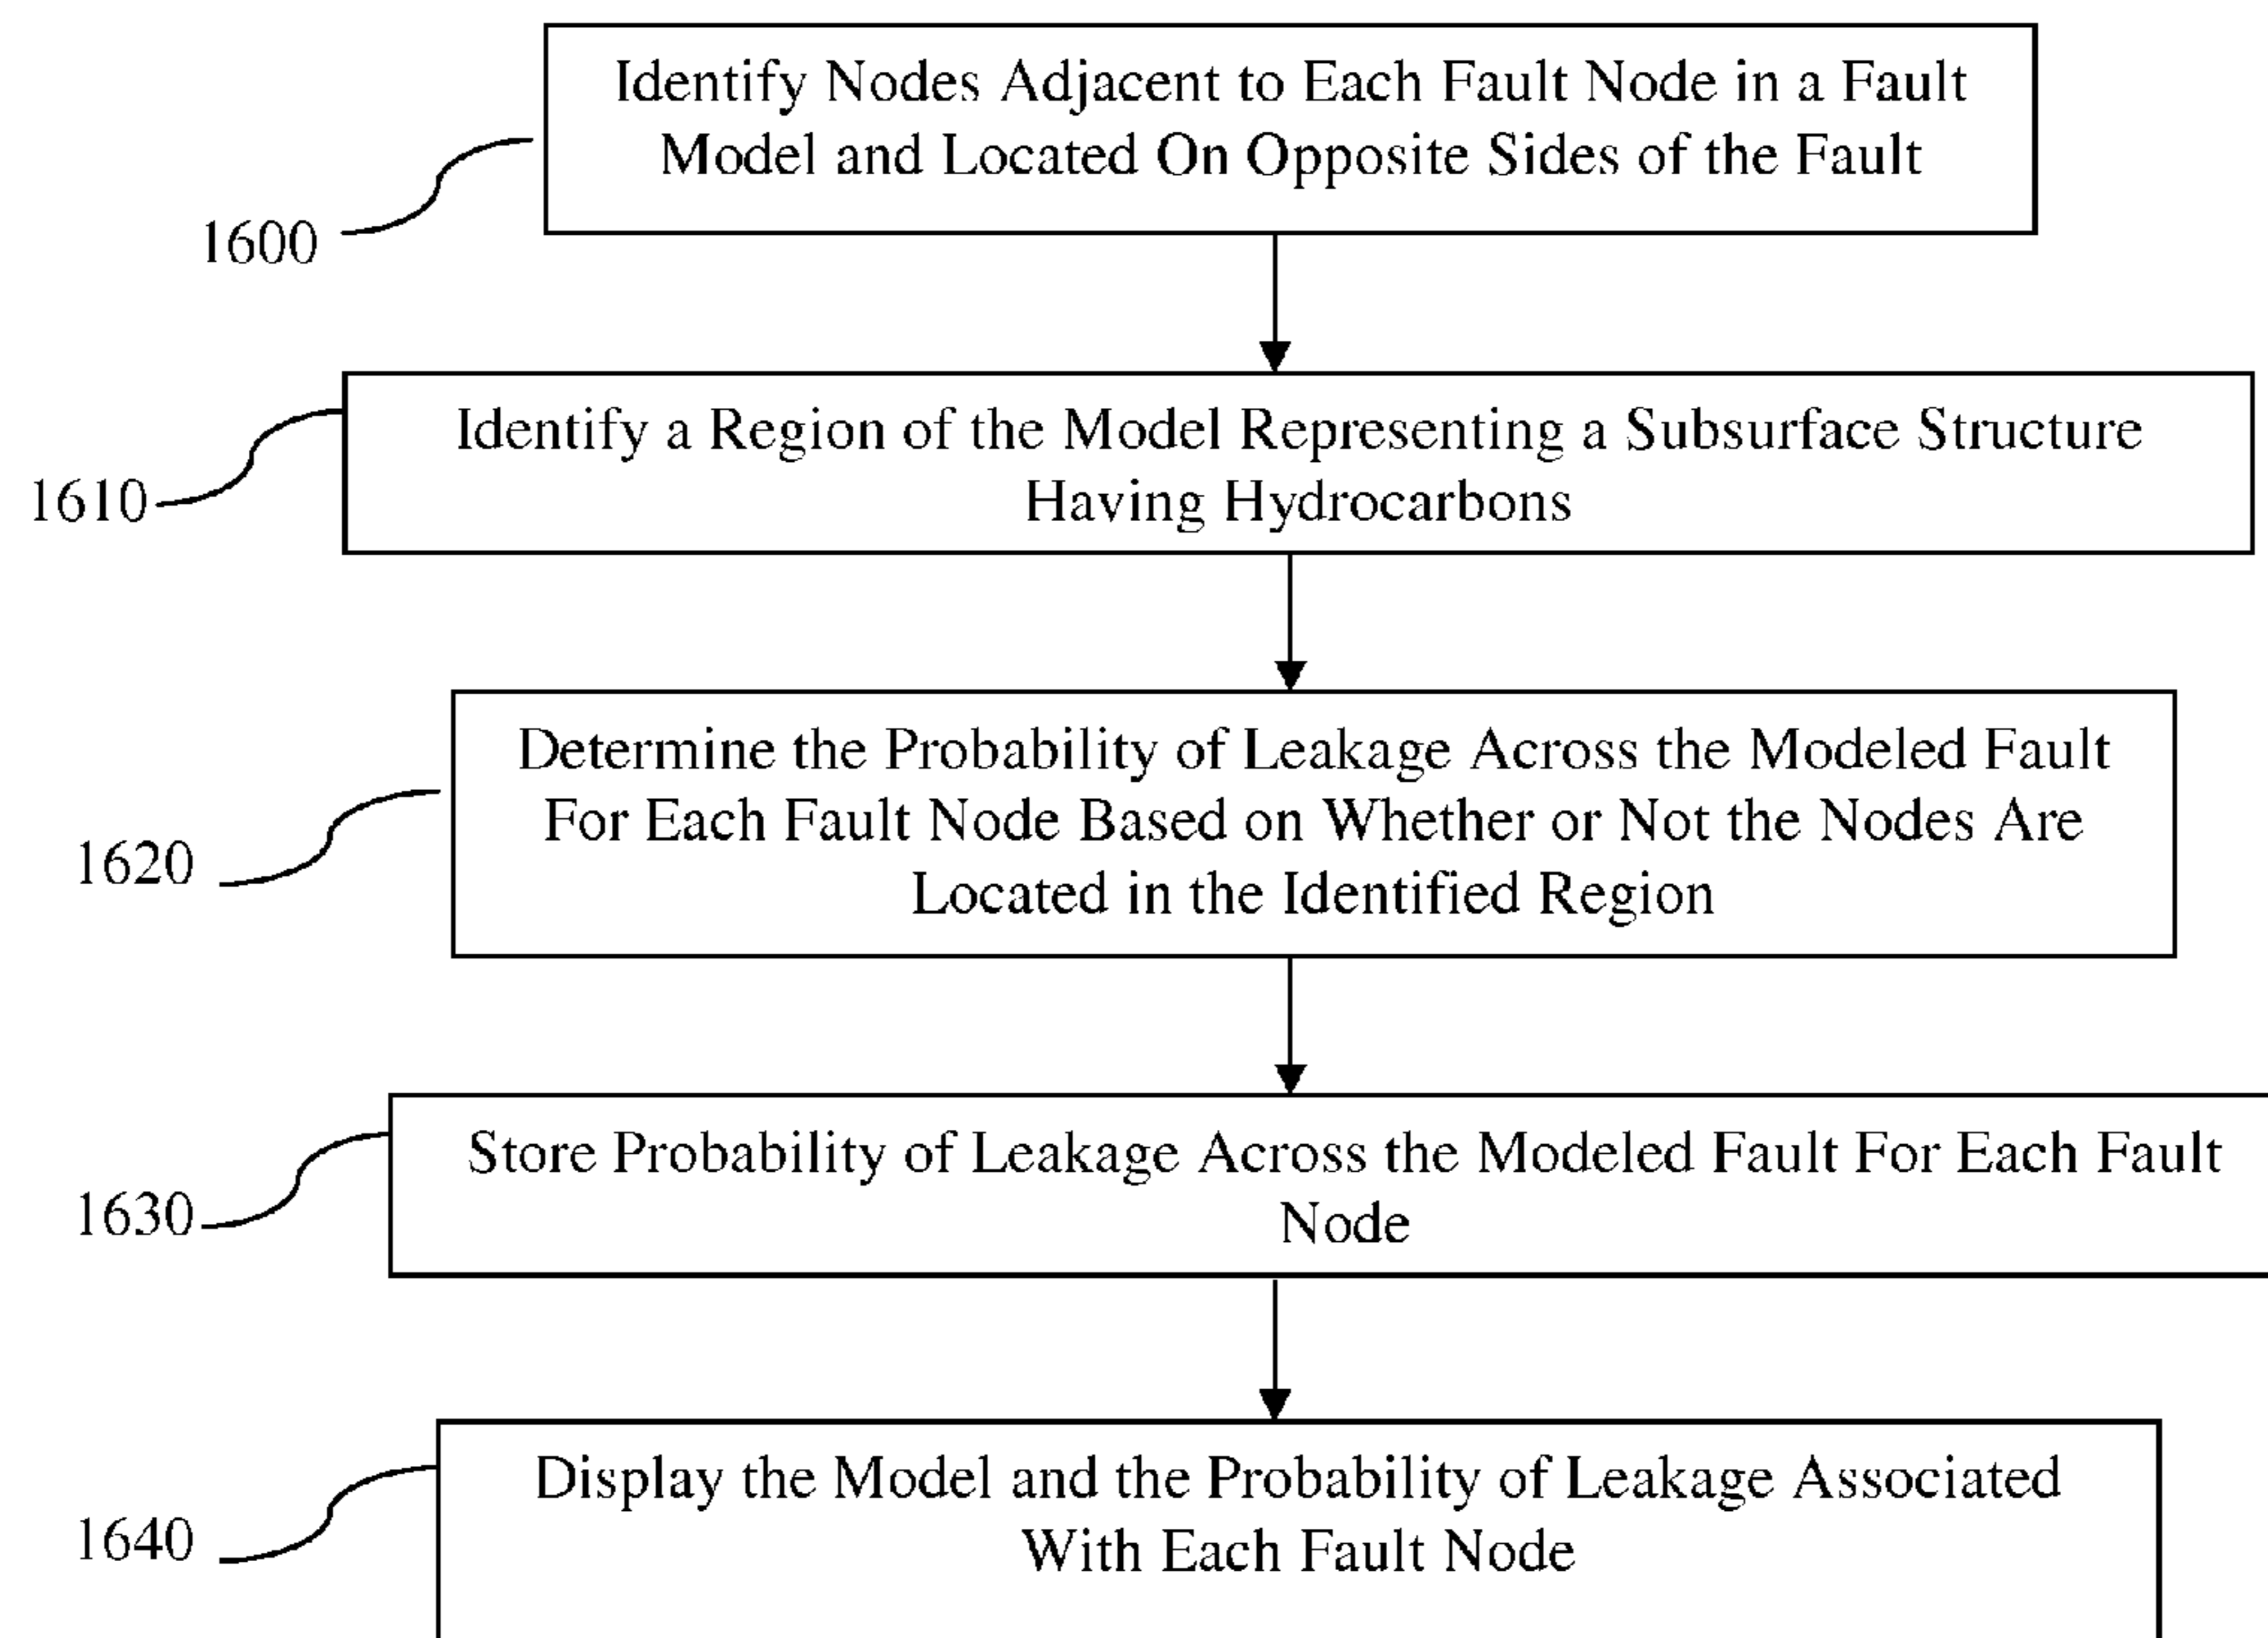 Identify Nodes Adjacent to Each Fault Node in a Fault
Model and Located On Opposite Sides of the Fault
1600
Identify a Region of the Model Representing a Subsurface Structure
Having Hydrocarbons
1610
Determine the Probability of Leakage Across the Modeled Fault
For Each Fault Node Based on Whether or Not the Nodes Are
Located in the Identified Region
1620
Store Probability of Leakage Across the Modeled Fault For Each Fault
Node
1630
Display the Model and the Probability of Leakage Associated
With Each Fault Node
1640